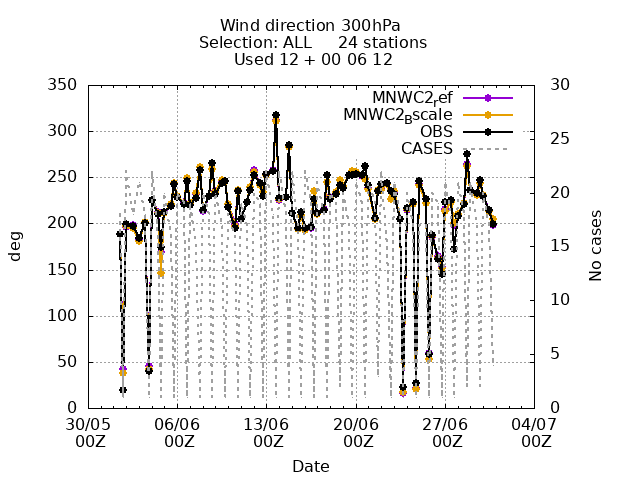 Wind direction 300hPa
Selection: ALL 24 stations
Used 12 + 00 06 12
MNWC2ref
MNWC2Bscale
OBS
CASES
350
300
250
200
150
100
50
0
deg
30
25
20
15
10
5
0
No cases
30/05 06/06 13/06 20/06 27/06 04/07
00Z 00Z 00Z 00Z 00Z 00Z
Date